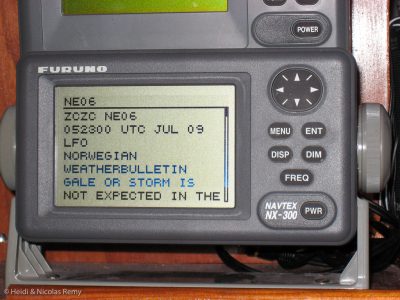 POWER
FURUNO
NE06
ZCZC NE06
052300 UTC JUL 09
LFO
NORWEGIAN
WEATHERBULLETIN
GALE OR STORM IS
NOT EXPECTED IN THE
MENU ENT
DISP DIM
FREQ
NAVTEX
NX-300
PWR
© Heidi & Nicolas Remy